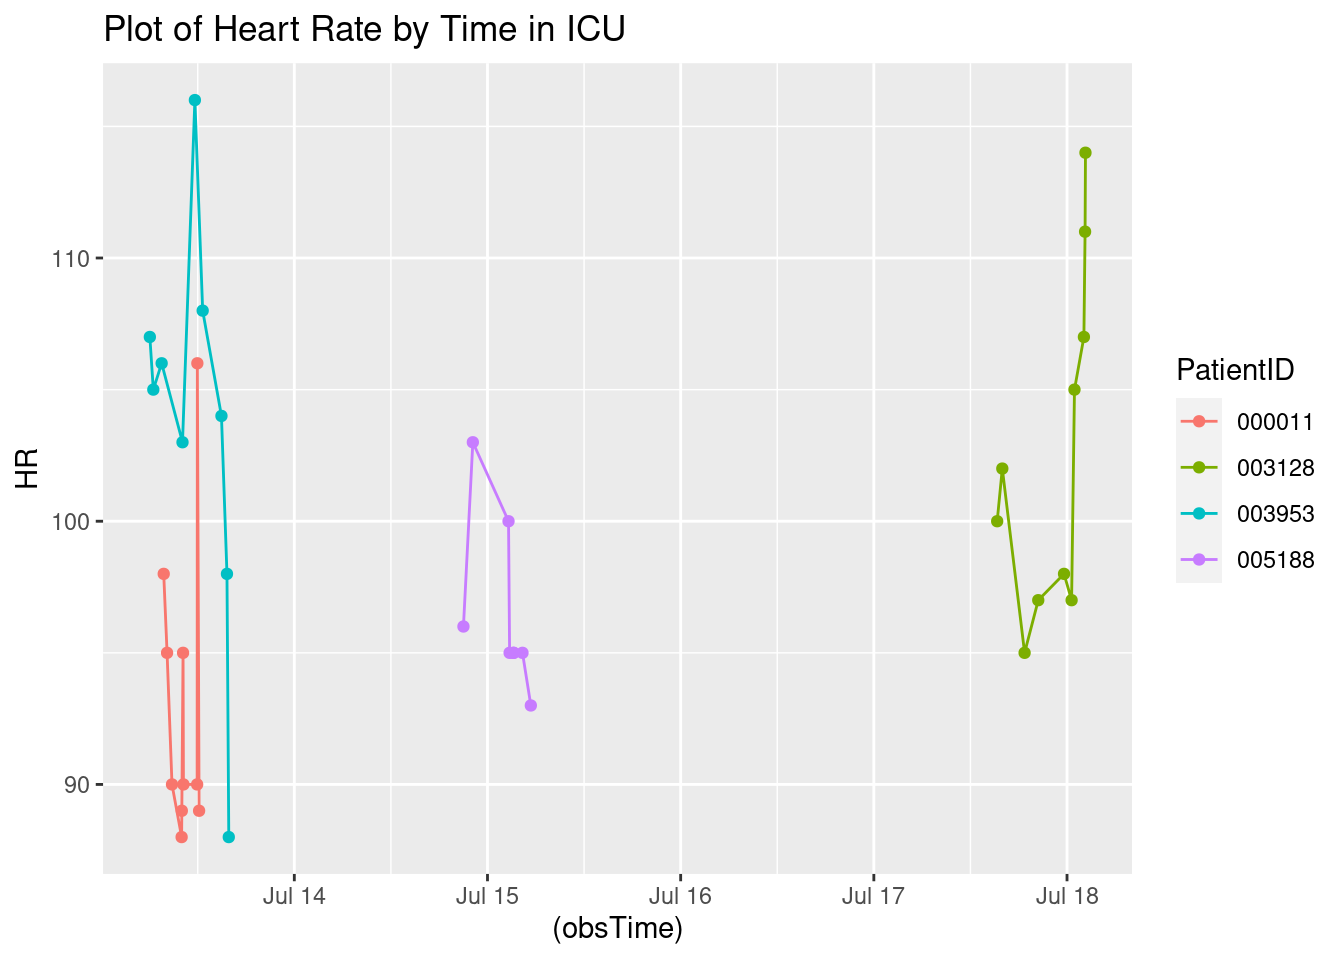 Plot of Heart Rate by Time in ICU
HR
110
100
90
Jul 14 Jul 15 Jul 16 Jul 17 Jul 18
(obsTime)
PatientID
000011
003128
003953
005188